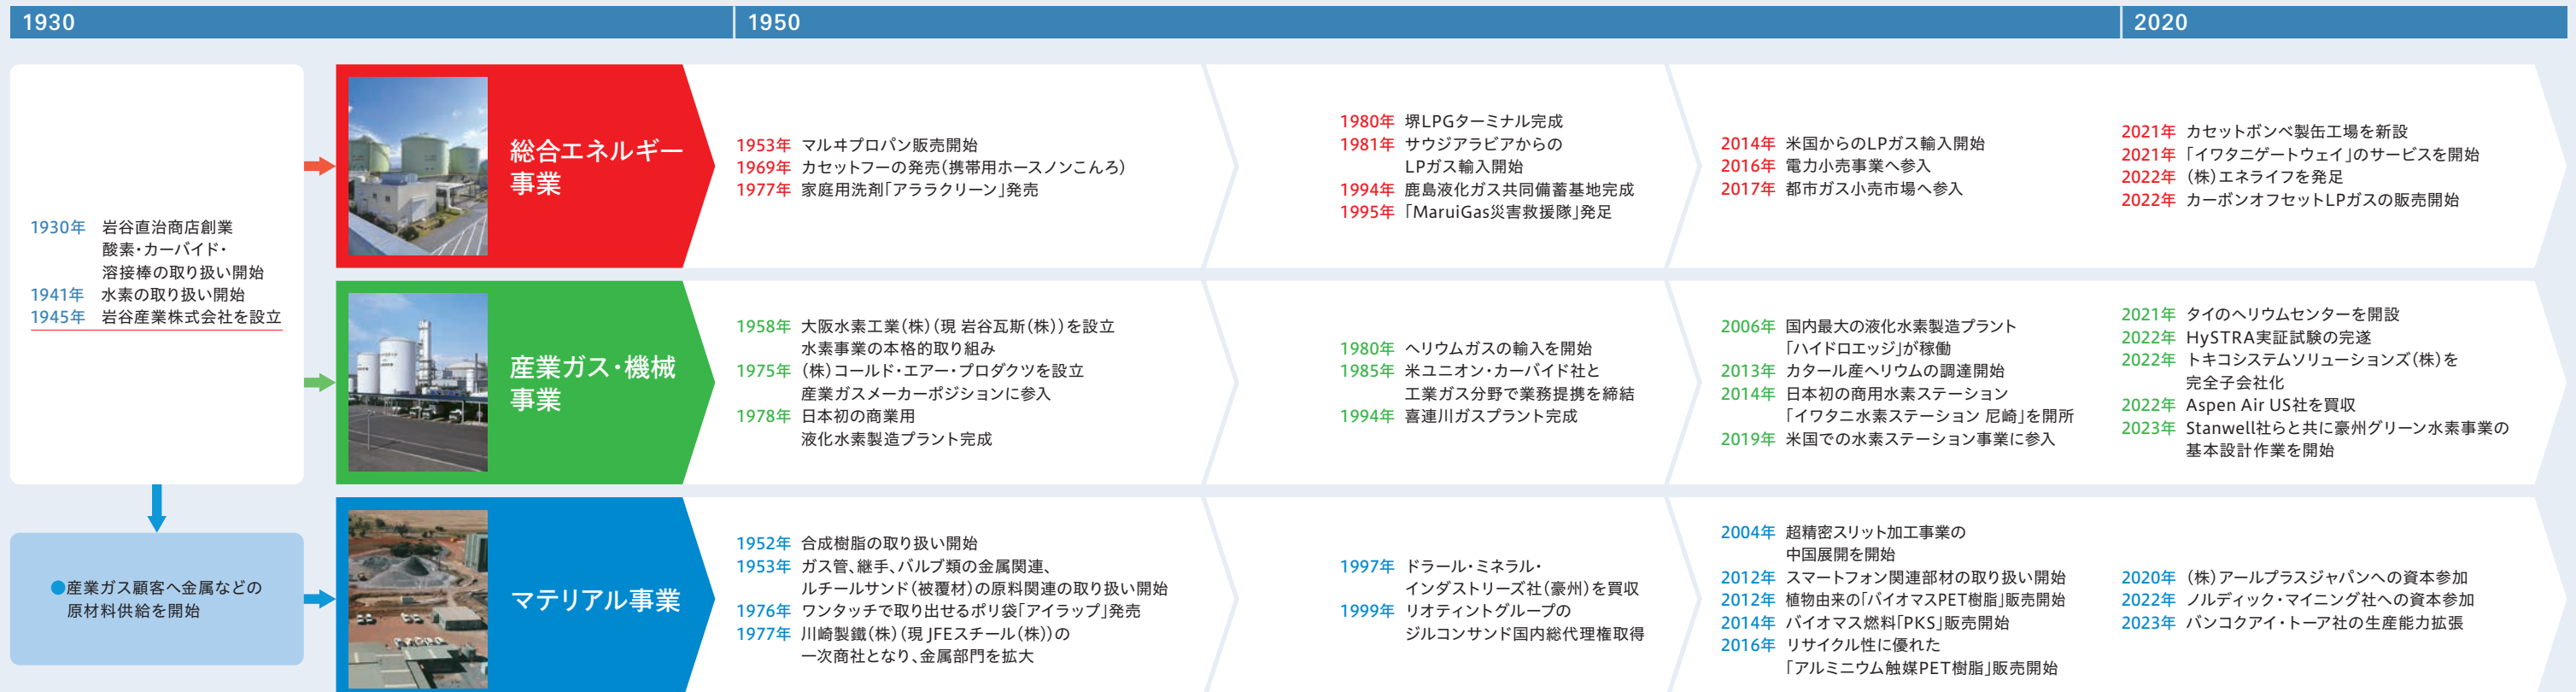 1930
1950
2020
1930年 岩谷直治商店創業
酸素・カーバイド・
溶接棒の取り扱い開始
1941年 水素の取り扱い開始
1945年 岩谷産業株式会社を設立
●産業ガス顧客へ金属などの
原材料供給を開始
総合エネルギー
事業
1953年 マルヰプロパン販売開始
1969年 カセットフーの発売(携帯用ホースノンこんろ)
1977年 家庭用洗剤「アララクリーン」発売
1980年 堺LPGターミナル完成
1981年 サウジアラビアからの
LPガス輸入開始
1994年 鹿島液化ガス共同備蓄基地完成
1995年 「MaruiGas災害救援隊」発足
2014年 米国からのLPガス輸入開始
2016年 電力小売事業へ参入
2017年 都市ガス小売市場へ参入
2021年 カセットボンベ製缶工場を新設
2021年 「イワタニゲートウェイ」のサービスを開始
2022年 (株)エネライフを発足
2022年 カーボンオフセットLPガスの販売開始
産業ガス・機械
事業
1958年 大阪水素工業(株)(現 岩谷瓦斯(株))を設立
水素事業の本格的取り組み
1975年 (株)コールド・エアー・プロダクツを設立
産業ガスメーカーポジションに参入
1978年 日本初の商業用
液化水素製造プラント完成
1980年 ヘリウムガスの輸入を開始
1985年 米ユニオン・カーバイド社と
工業ガス分野で業務提携を締結
1994年 喜連川ガスプラント完成
2006年 国内最大の液化水素製造プラント
「ハイドロエッジ」が稼働
2013年 カタール産ヘリウムの調達開始
2014年 日本初の商用水素ステーション
「イワタニ水素ステーション 尼崎」を開所
2019年 米国での水素ステーション事業に参入
2021年 タイのヘリウムセンターを開設
2022年 HySTRA実証試験の完遂
2022年 トキコシステムソリューションズ(株)を
完全子会社化
2022年 Aspen Air US社を買収
2023年 Stanwell社らと共に豪州グリーン水素事業の
基本設計作業を開始
マテリアル事業
1952年 合成樹脂の取り扱い開始
1953年 ガス管、継手、バルブ類の金属関連、
ルチールサンド(被覆材)の原料関連の取り扱い開始
1976年 ワンタッチで取り出せるポリ袋「アイラップ」発売
1977年 川崎製鐵(株)(現 JFEスチール(株))の
一次商社となり、金属部門を拡大
1997年 ドラール・ミネラル・
インダストリーズ社(豪州)を買収
1999年 リオティントグループの
ジルコンサンド国内総代理権取得
2004年 超精密スリット加工事業の
中国展開を開始
2012年 スマートフォン関連部材の取り扱い開始
2012年 植物由来の「バイオマスPET樹脂」販売開始
2014年 バイオマス燃料「PKS」販売開始
2016年 リサイクル性に優れた
「アルミニウム触媒PET樹脂」販売開始
2020年 (株)アールプラスジャパンへの資本参加
2022年 ノルディック・マイニング社への資本参加
2023年 バンコクアイ・トーア社の生産能力拡張